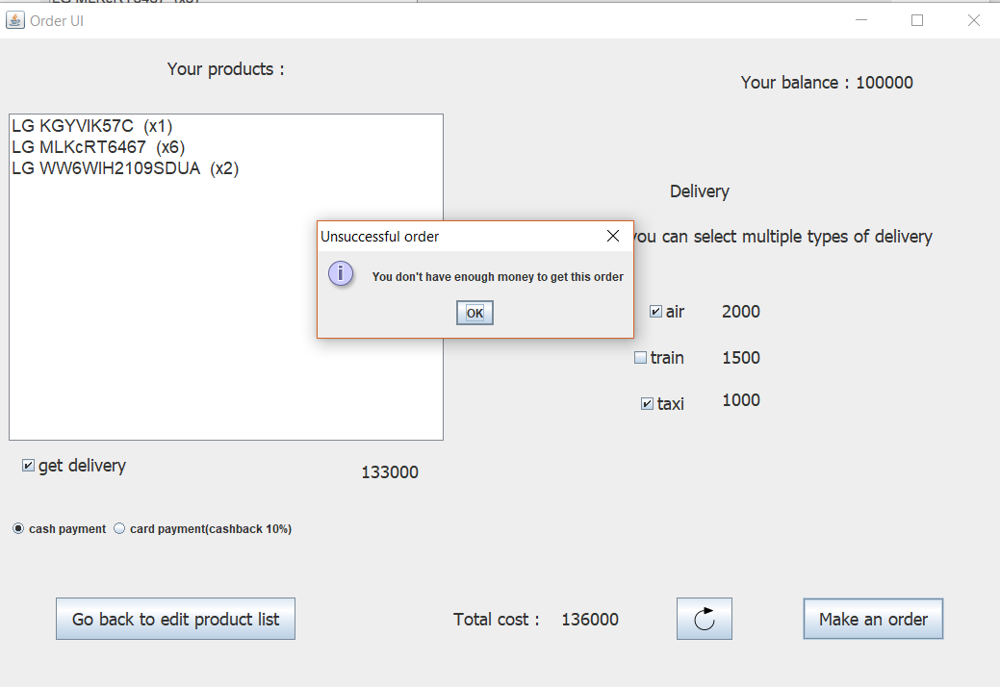 Order UI
Your products :
Your balance : 100000
LG KGYVIK57C (x1)
LG MLKcRT6467 (x6)
LG WW6WIH2109SDUA (x2)
Delivery
you can select multiple types of delivery
Unsuccessful order
You don't have enough money to get this order
OK
air 2000
train 1500
taxi 1000
get delivery
133000
cash payment
card payment(cashback 10%)
Go back to edit product list
Total cost : 136000
Make an order